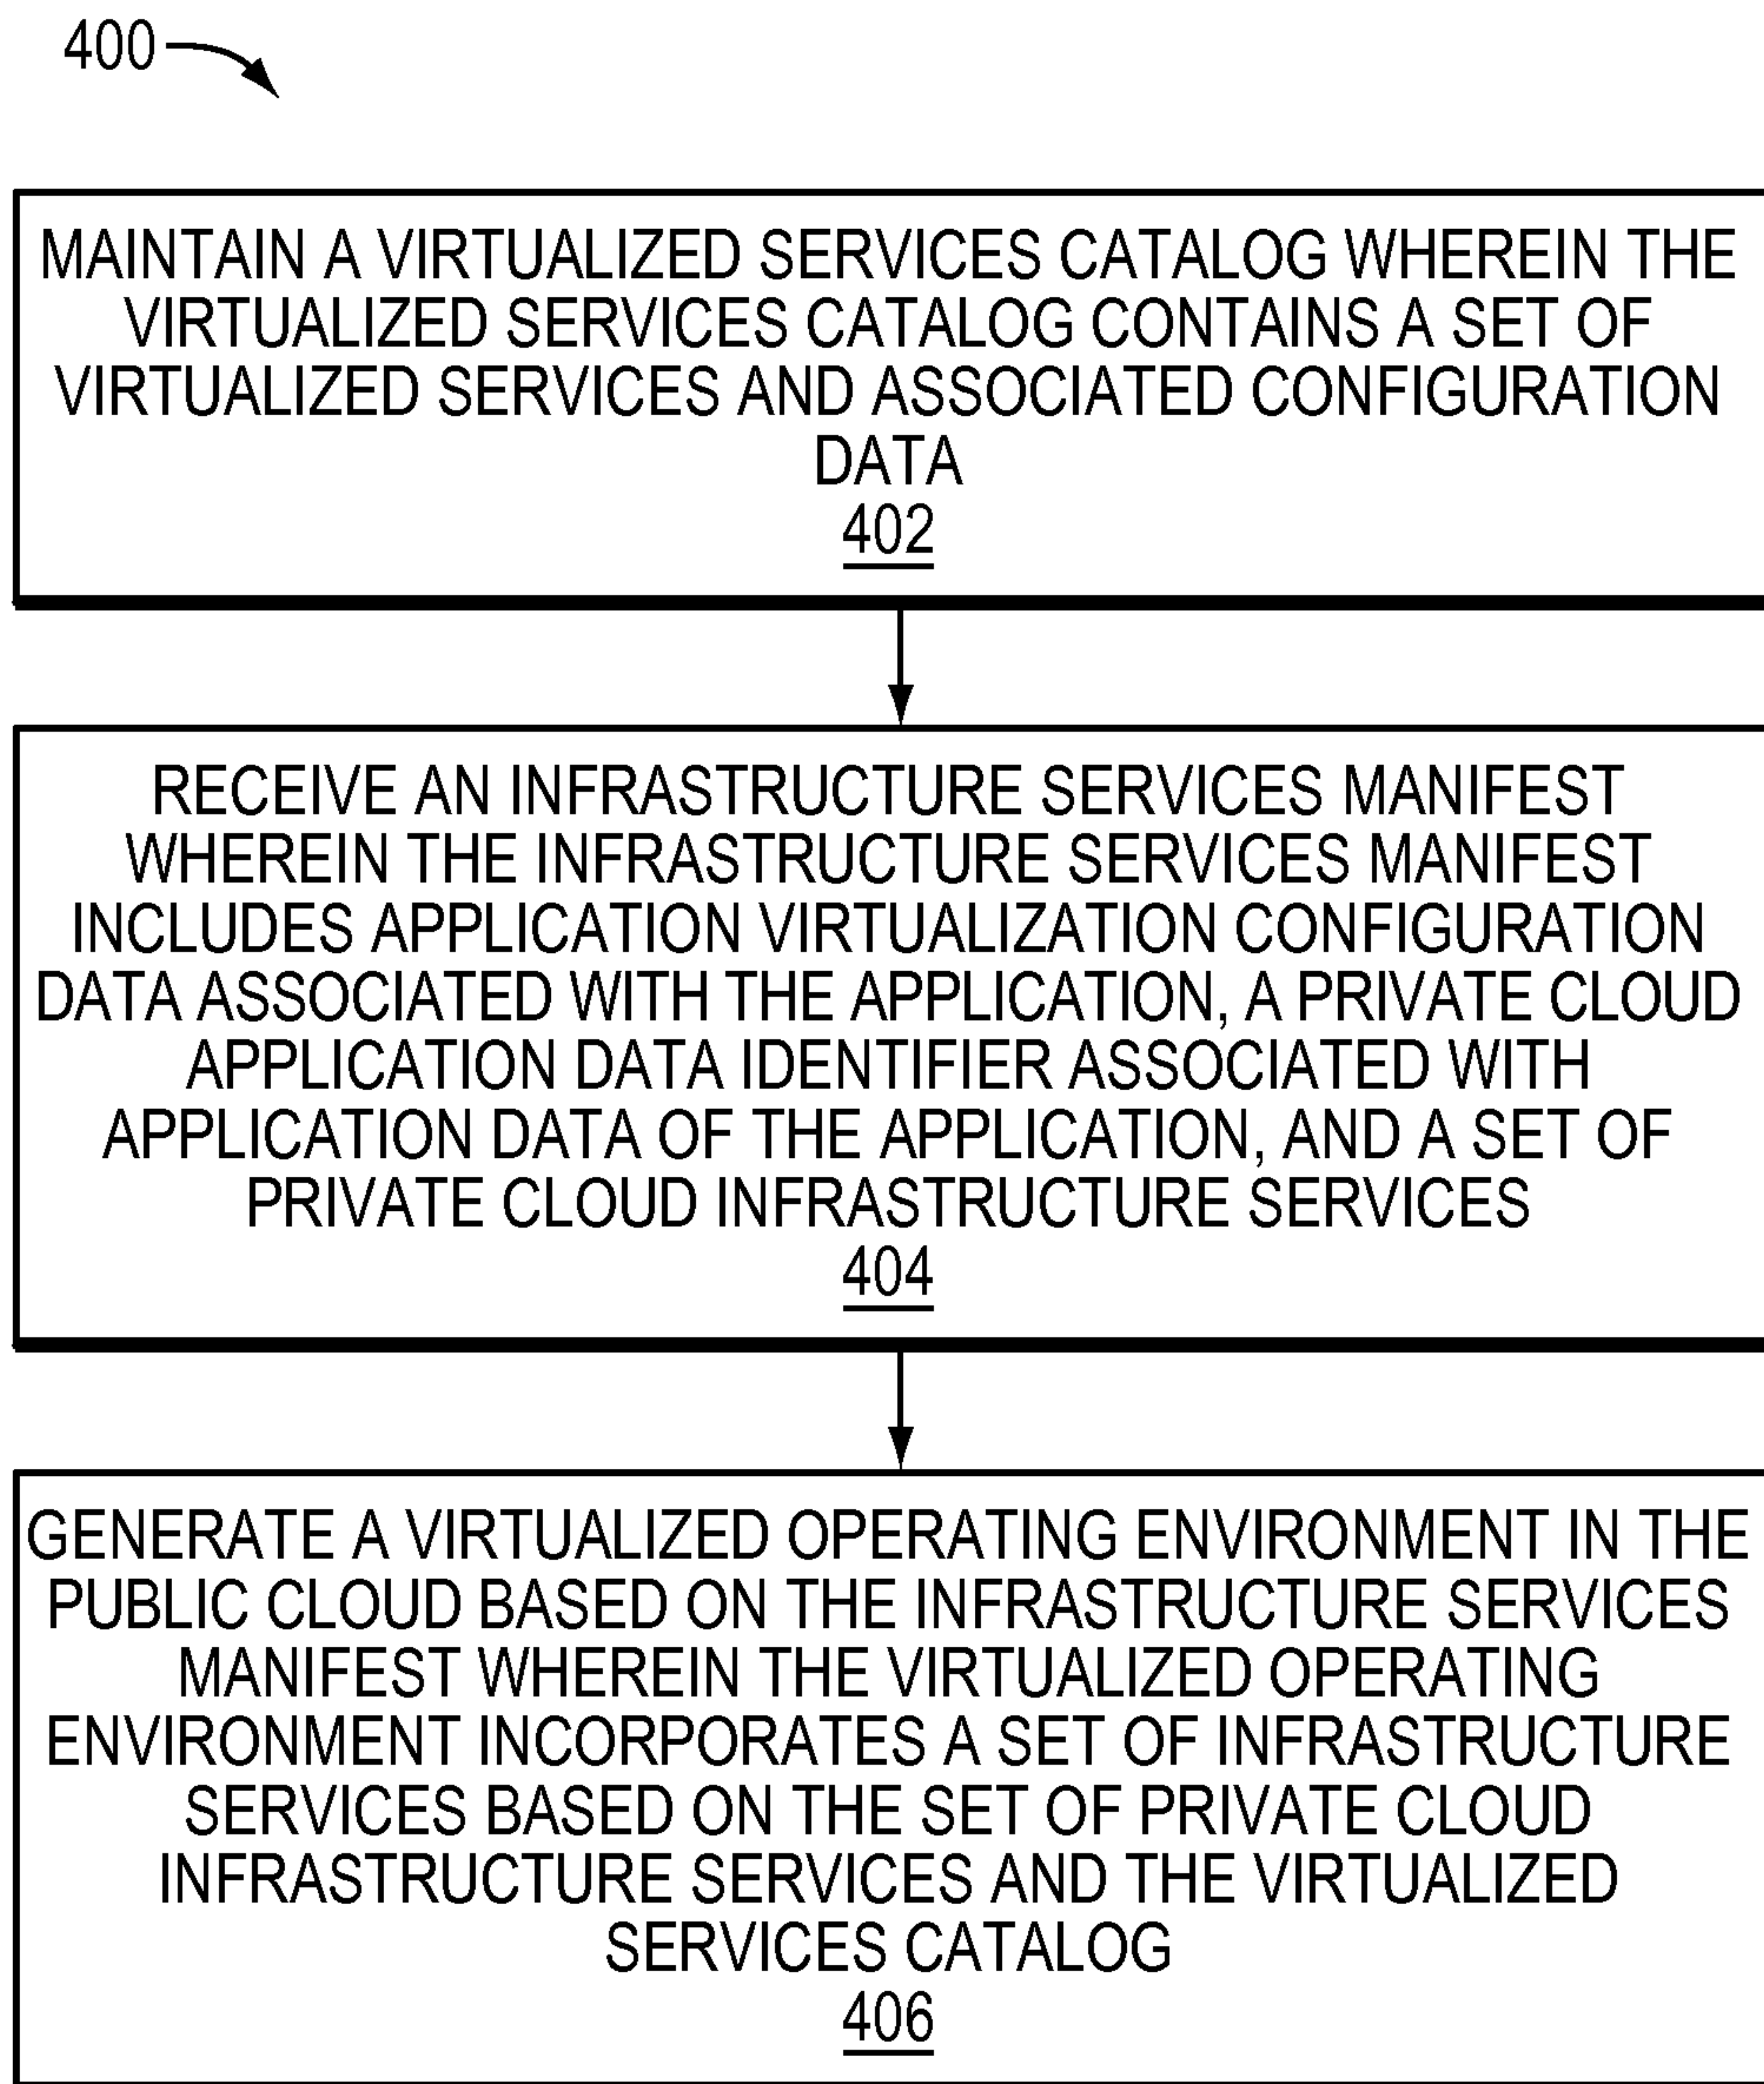 400
MAINTAIN A VIRTUALIZED SERVICES CATALOG WHEREIN THE
VIRTUALIZED SERVICES CATALOG CONTAINS A SET OF
VIRTUALIZED SERVICES AND ASSOCIATED CONFIGURATION
DATA
402
RECEIVE AN INFRASTRUCTURE SERVICES MANIFEST
WHEREIN THE INFRASTRUCTURE SERVICES MANIFEST
INCLUDES APPLICATION VIRTUALIZATION CONFIGURATION
DATA ASSOCIATED WITH THE APPLICATION, A PRIVATE CLOUD
APPLICATION DATA IDENTIFIER ASSOCIATED WITH
APPLICATION DATA OF THE APPLICATION, AND A SET OF
PRIVATE CLOUD INFRASTRUCTURE SERVICES
404
GENERATE A VIRTUALIZED OPERATING ENVIRONMENT IN THE
PUBLIC CLOUD BASED ON THE INFRASTRUCTURE SERVICES
MANIFEST WHEREIN THE VIRTUALIZED OPERATING
ENVIRONMENT INCORPORATES A SET OF INFRASTRUCTURE
SERVICES BASED ON THE SET OF PRIVATE CLOUD
INFRASTRUCTURE SERVICES AND THE VIRTUALIZED
SERVICES CATALOG
406